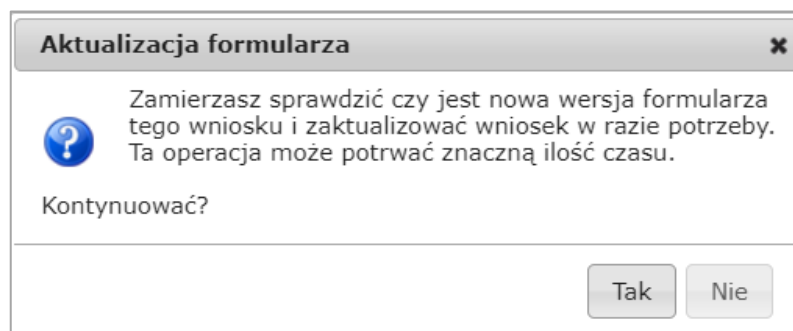 Aktualizacja formularza
Zamierzasz sprawdzić czy jest nowa wersja formularza
tego wniosku i zaktualizować wniosek w razie potrzeby.
Ta operacja może potrwać znaczną ilość czasu.
Kontynuować?
Tak Nie